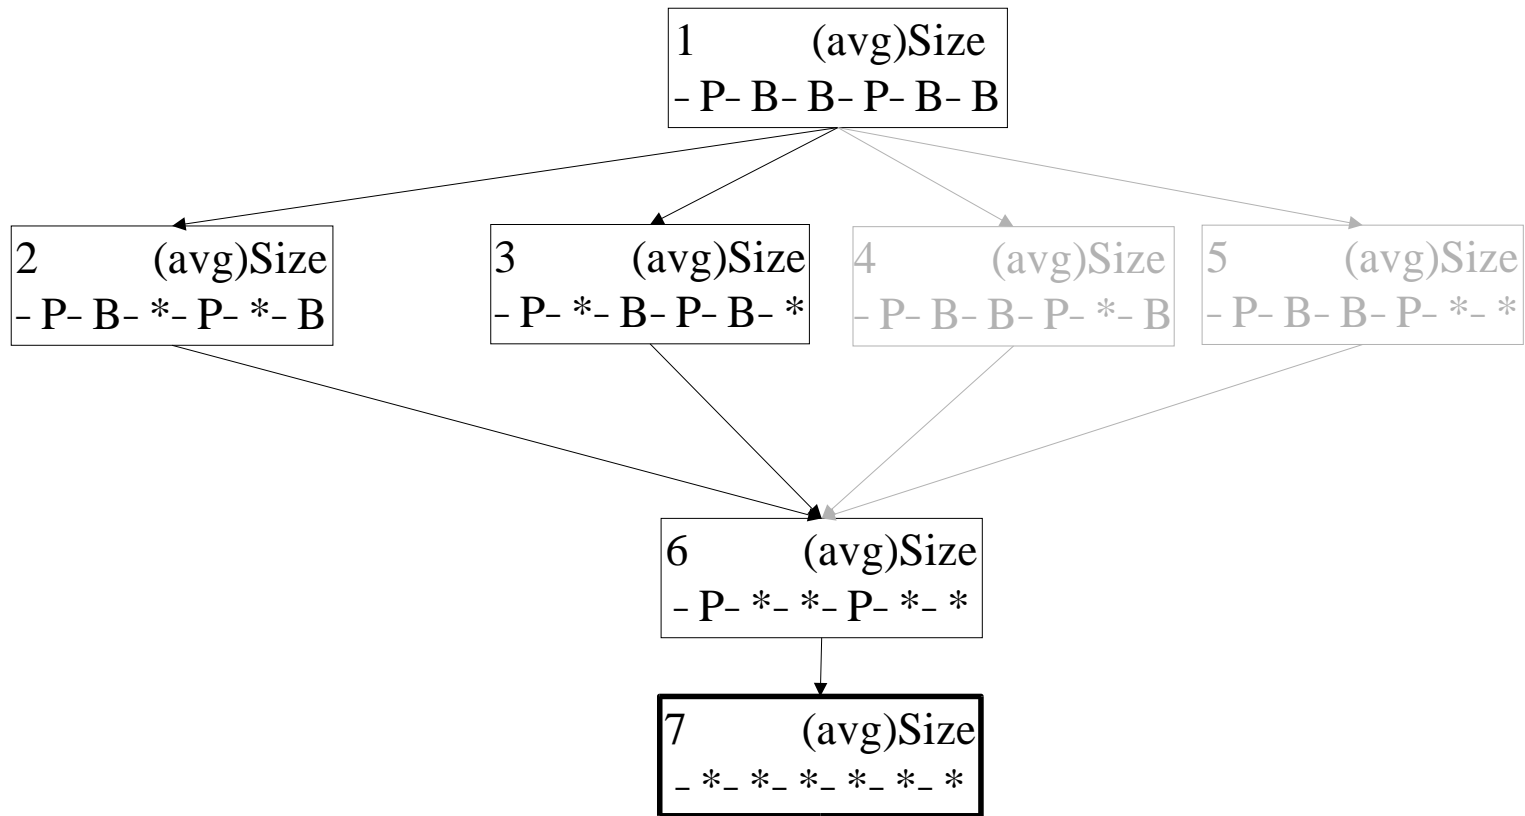 1 (avg)Size
- P- B- B- P- B- B
2 (avg)Size
- P- B- *- P- *- B
3 (avg)Size
- P- *- B- P- B- *
4 (avg)Size
- P- B- B- P- *- B
5 (avg)Size
- P- B- B- P- *- *
6 (avg)Size
- P- *- *- P- *- *
7 (avg)Size
- *- *- *- *- *- *